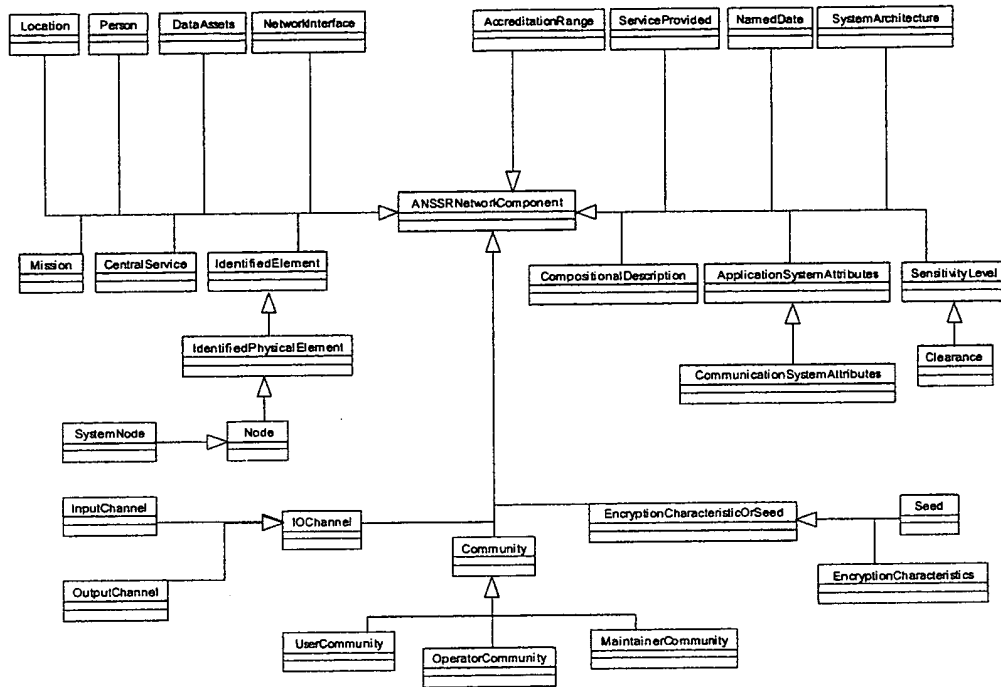 Location
Person
DataAssets
NetworkInterface
AccreditationRange
ServiceProvided
NamedDate
SystemArchitecture
ANSSRNetworkComponent
Mission
CentralService
IdentifiedElement
CompositionalDescription
ApplicationSystemAttributes
SensitivityLevel
IdentifiedPhysicalElement
Clearance
CommunicationSystemAttributes
SystemNode
Node
InputChannel
IOChannel
EncryptionCharacteristicOrSeed
Seed
Community
EncryptionCharacteristics
OutputChannel
UserCommunity
OperatorCommunity
MaintainerCommunity